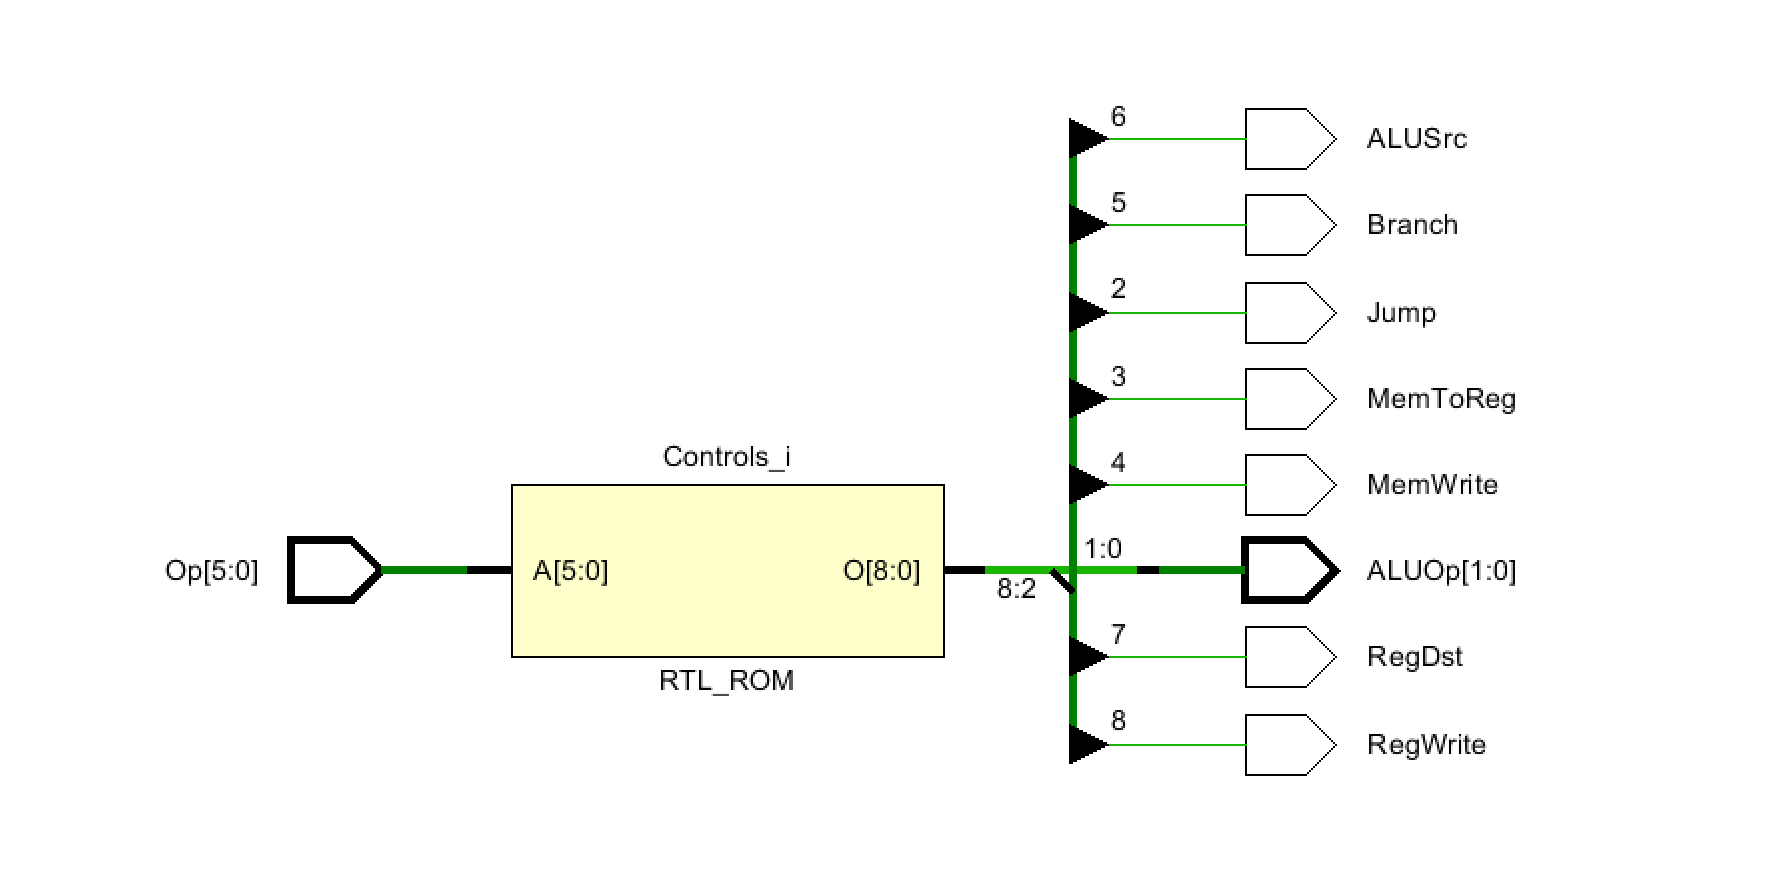 6
ALUSrc
5
Branch
2
Jump
3
MemToReg
Controls_i
4
MemWrite
Op[5:0]
A[5:0]
O[8:0]
8:2
1:0
ALUOp[1:0]
RTL_ROM
7
RegDst
8
RegWrite